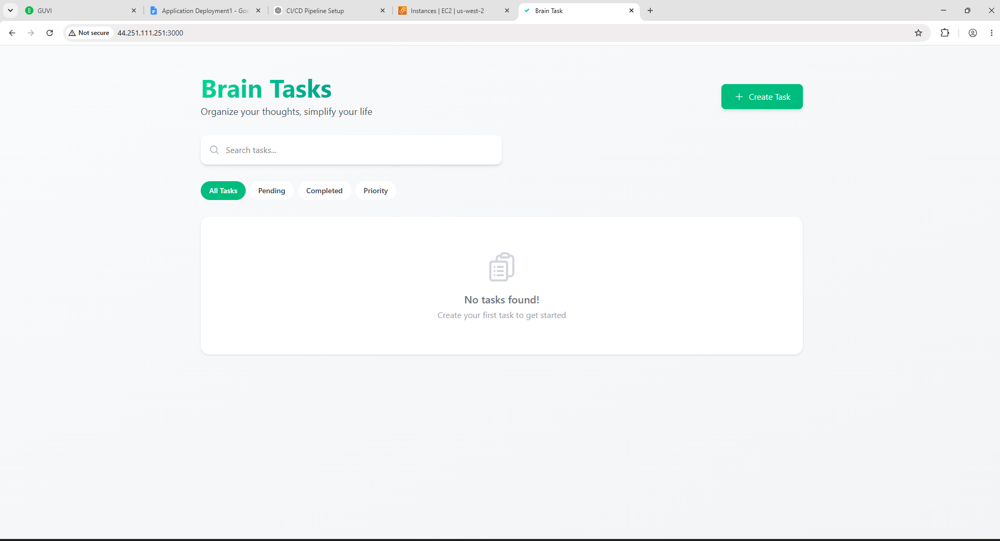 GUVI
Application Deployment1 - Goo
CI/CD Pipeline Setup
Instances | EC2 | us-west-2
Brain Task
Not secure
44.251.111.251:3000
Brain Tasks
Organize your thoughts, simplify your life
Create Task
Search tasks...
All Tasks
Pending
Completed
Priority
No tasks found!
Create your first task to get started